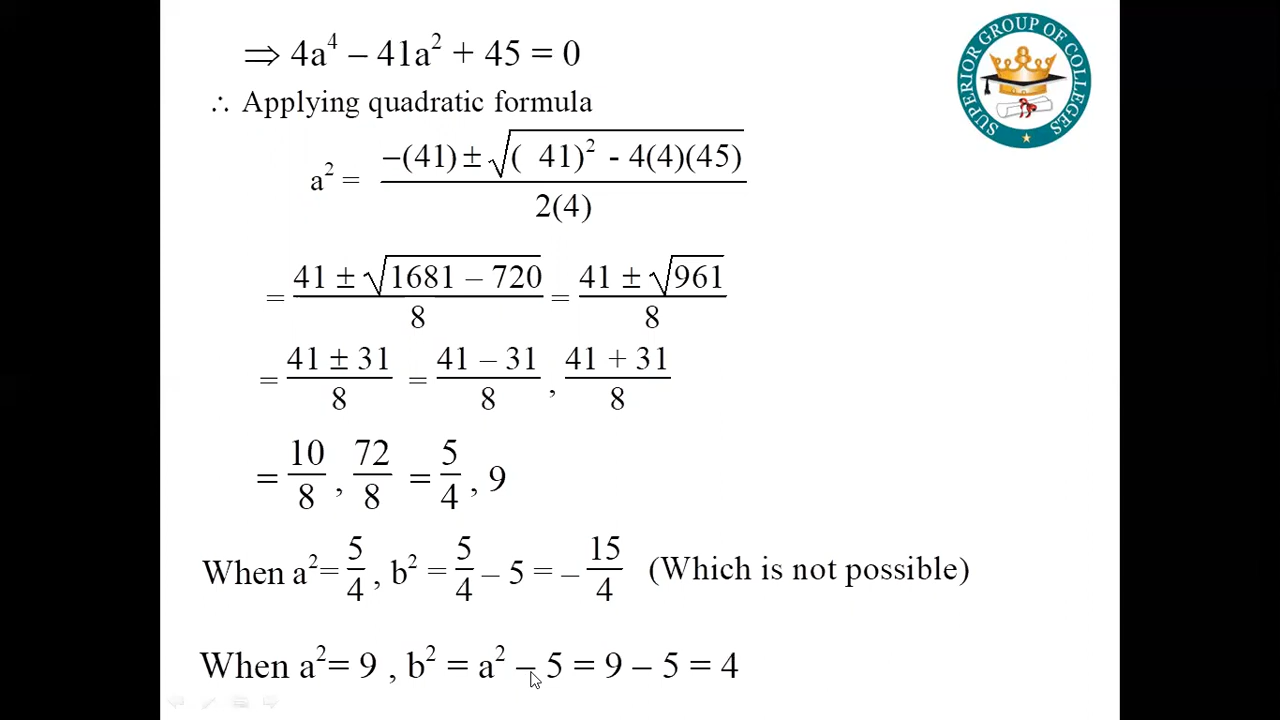 ⇒ 4a⁴ – 41a² + 45 = 0
SUPERIOR GROUP OF COLLEGES
∴ Applying quadratic formula
a² = (–(41) ± √(( 41)² - 4(4)(45))) / 2(4)
= (41 ± √(1681 – 720)) / 8 = (41 ± √961) / 8
= (41 ± 31) / 8 = (41 – 31) / 8 , (41 + 31) / 8
= 10/8 , 72/8 = 5/4 , 9
When a²= 5/4 , b² = 5/4 – 5 = – 15/4 (Which is not possible)
When a²= 9 , b² = a² – 5 = 9 – 5 = 4